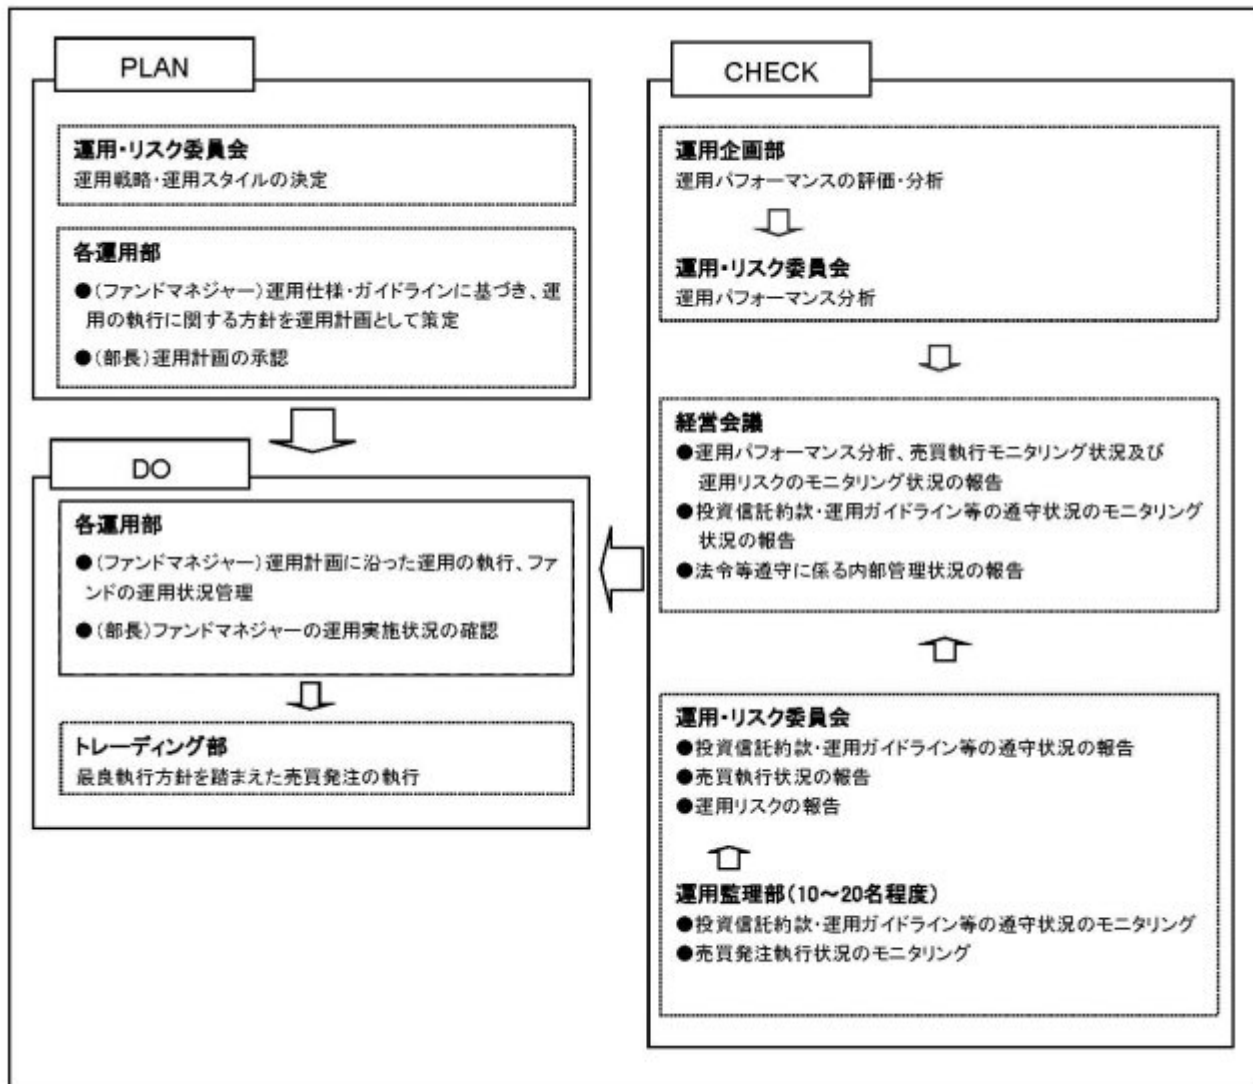 PLAN
運用・リスク委員会
運用戦略・運用スタイルの決定
各運用部
●(ファンドマネジャー)運用仕様・ガイドラインに基づき、運
用の執行に関する方針を運用計画として策定
●(部長)運用計画の承認
DO
各運用部
●(ファンドマネジャー)運用計画に沿った運用の執行、ファ
ンドの運用状況管理
●(部長)ファンドマネジャーの運用実施状況の確認
トレーディング部
最良執行方針を踏まえた売買発注の執行
CHECK
運用企画部
運用パフォーマンスの評価・分析
運用・リスク委員会
運用パフォーマンス分析
経営会議
●運用パフォーマンス分析、売買執行モニタリング状況及び
運用リスクのモニタリング状況の報告
●投資信託約款・運用ガイドライン等の遵守状況のモニタリング
状況の報告
●法令等遵守に係る内部管理状況の報告
運用・リスク委員会
●投資信託約款・運用ガイドライン等の遵守状況の報告
●売買執行状況の報告
●運用リスクの報告
運用監理部(10～20名程度)
●投資信託約款・運用ガイドライン等の遵守状況のモニタリング
●売買発注執行状況のモニタリング